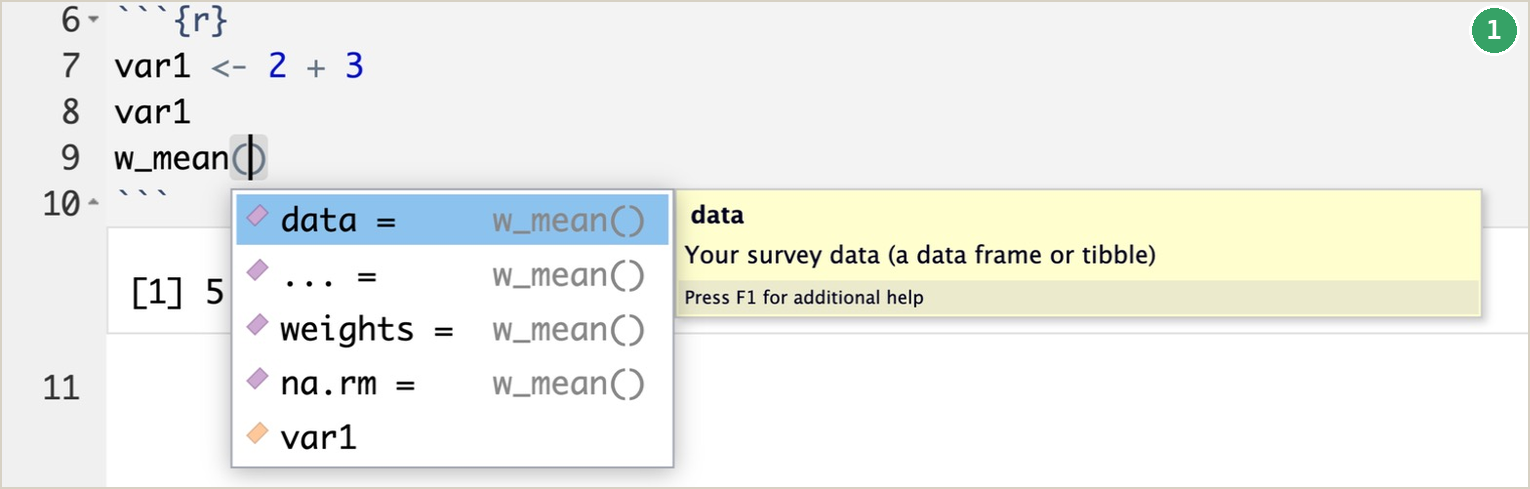 6 ```{r}
1
7 var1 <- 2 + 3
8 var1
9 w_mean()
10 ```
data = w_mean()
... = w_mean()
weights = w_mean()
na.rm = w_mean()
var1
data
Your survey data (a data frame or tibble)
Press F1 for additional help
[1] 5
11